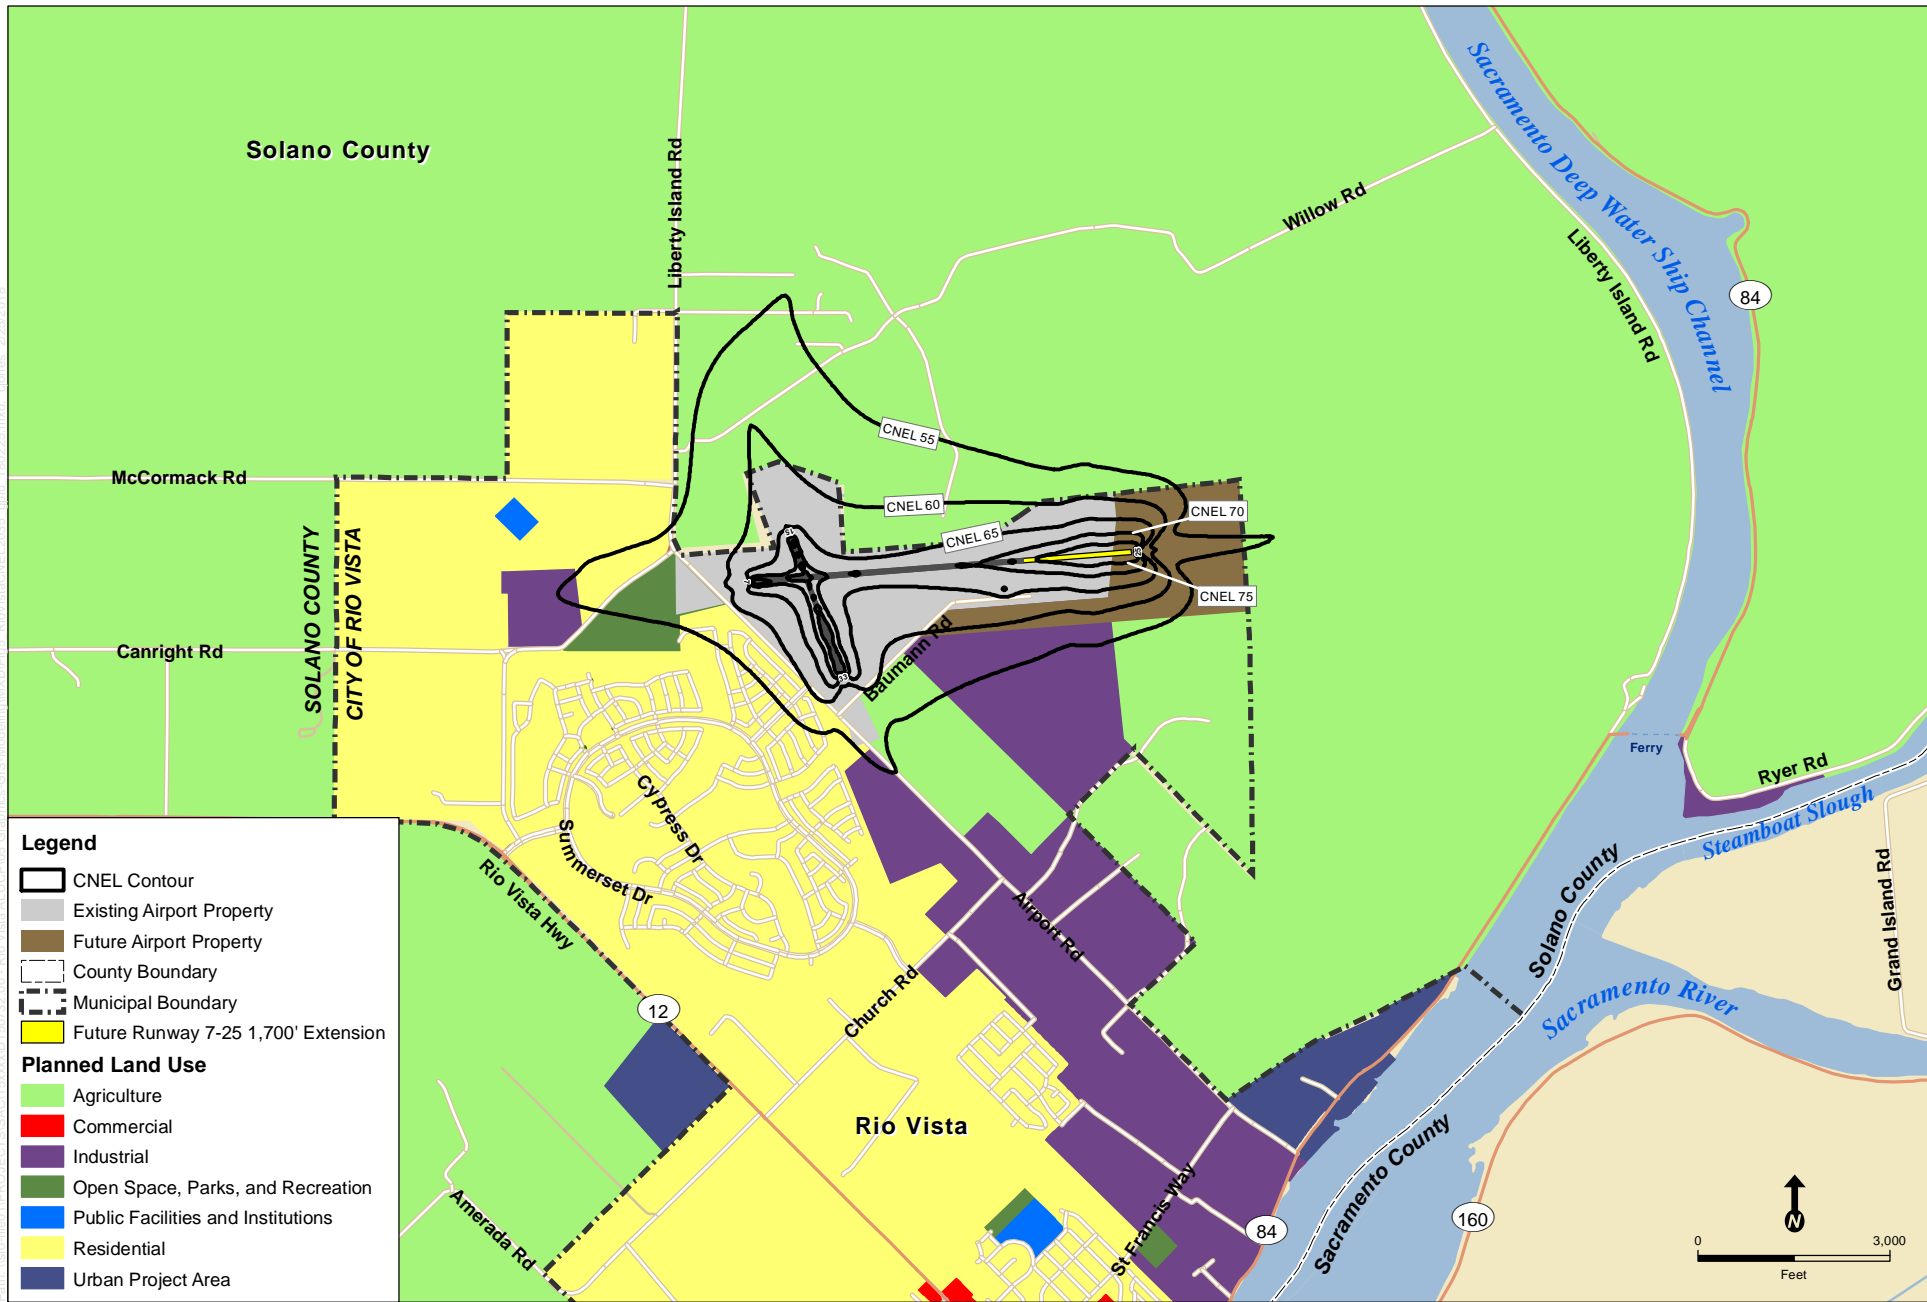 Solano County
Liberty Island Rd
Willow Rd
Sacramento Deep Water Ship Channel
Liberty Island Rd
84
McCormack Rd
CNEL 55
CNEL 60
CNEL 65
CNEL 70
CNEL 75
15
7
25
33
SOLANO COUNTY
CITY OF RIO VISTA
Canright Rd
Baumann Rd
Ferry
Ryer Rd
Steamboat Slough
Cypress Dr
Summerset Dr
Rio Vista Hwy
12
Airport Rd
Church Rd
Solano County
Grand Island Rd
Sacramento River
Rio Vista
Sacramento County
St Francis Way
84
160
Amerada Rd
Legend
CNEL Contour
Existing Airport Property
Future Airport Property
County Boundary
Municipal Boundary
Future Runway 7-25 1,700' Extension
Planned Land Use
Agriculture
Commercial
Industrial
Open Space, Parks, and Recreation
Public Facilities and Institutions
Residential
Urban Project Area
N
0 3,000
Feet